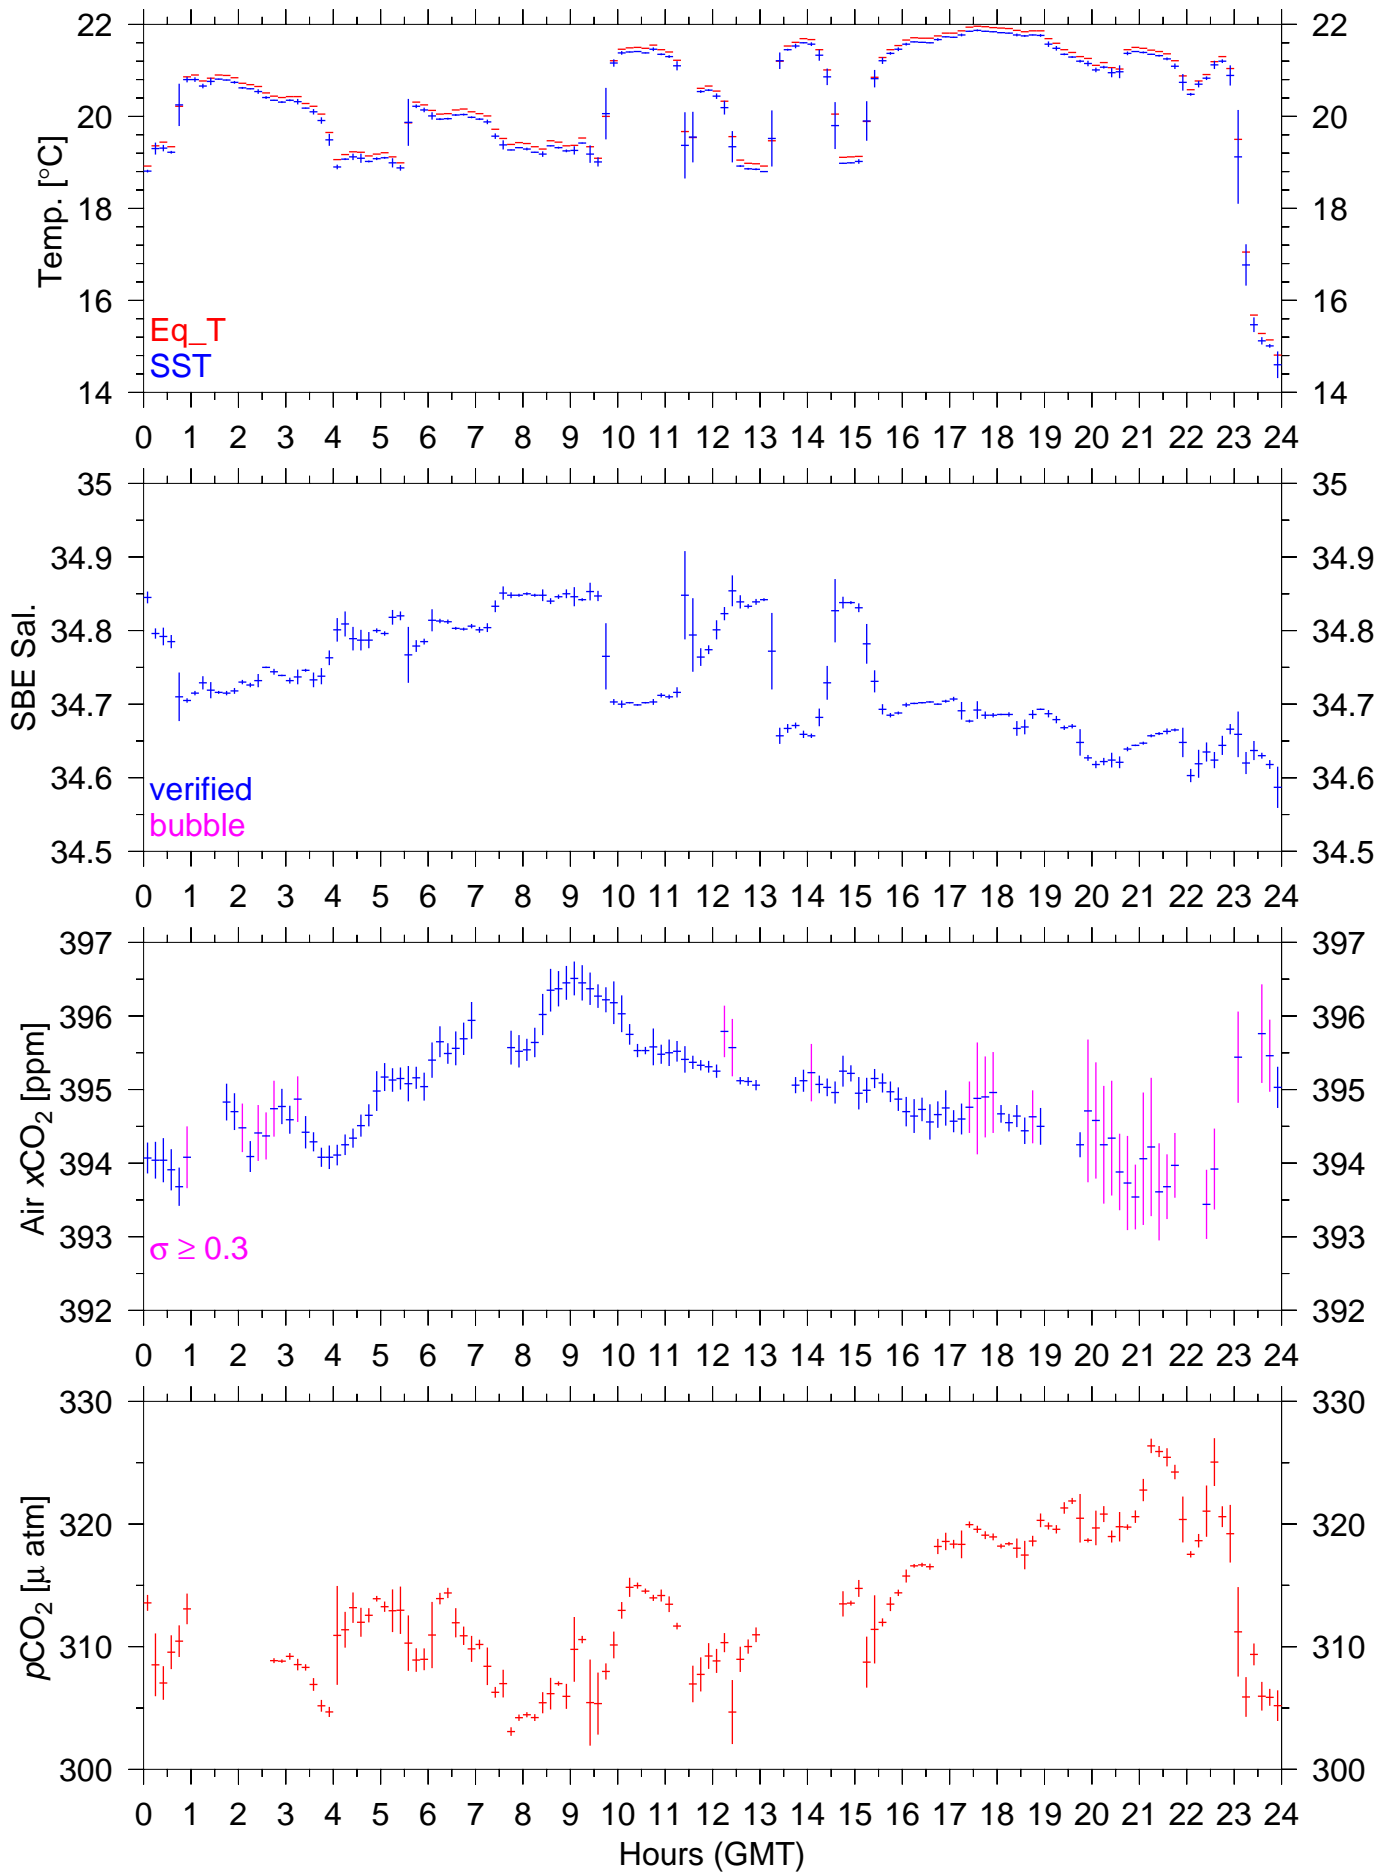 22 22
20 20
18 18
16 16
14 14
Temp. [°C]
Eq_T
SST
0 1 2 3 4 5 6 7 8 9 10 11 12 13 14 15 16 17 18 19 20 21 22 23 24
35 35
34.9 34.9
34.8 34.8
34.7 34.7
34.6 34.6
34.5 34.5
SBE Sal.
verified
bubble
0 1 2 3 4 5 6 7 8 9 10 11 12 13 14 15 16 17 18 19 20 21 22 23 24
397 397
396 396
395 395
394 394
393 393
392 392
Air xCO₂ [ppm]
σ ≥ 0.3
0 1 2 3 4 5 6 7 8 9 10 11 12 13 14 15 16 17 18 19 20 21 22 23 24
330 330
320 320
310 310
300 300
pCO₂ [μ atm]
0 1 2 3 4 5 6 7 8 9 10 11 12 13 14 15 16 17 18 19 20 21 22 23 24
Hours (GMT)